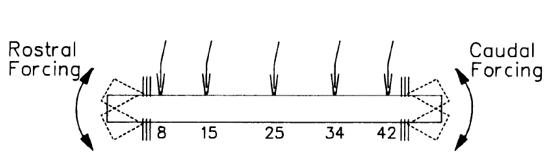 Rostral
Forcing
Caudal
Forcing
8 15 25 34 42